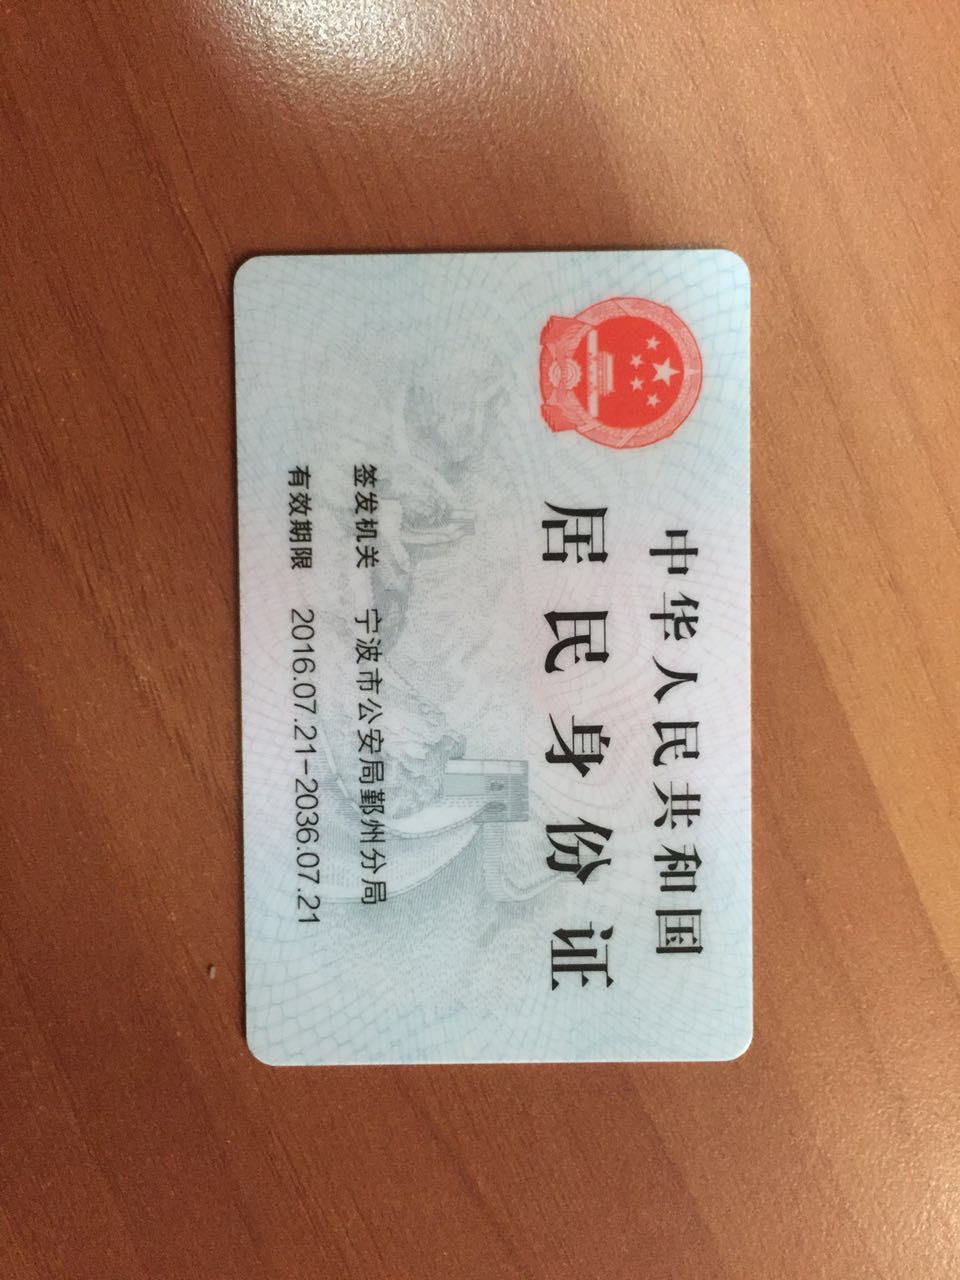 中华人民共和国
居民身份证
签发机关 宁波市公安局鄞州分局
有效期限 2016.07.21-2036.07.21